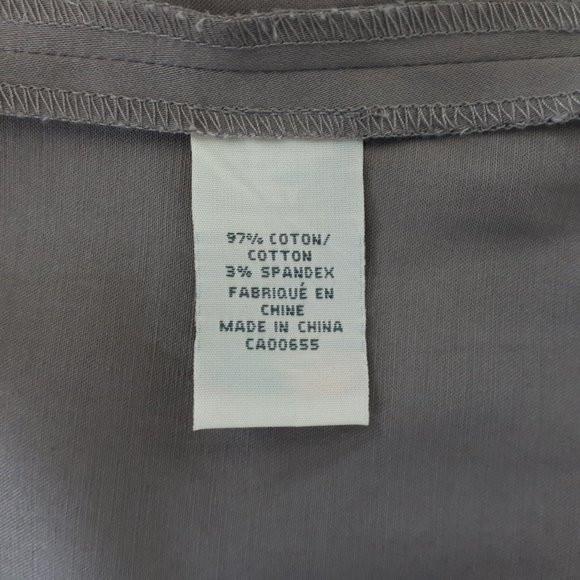 97% COTON/
COTTON
3% SPANDEX
FABRIQUÉ EN
CHINE
MADE IN CHINA
CA00655